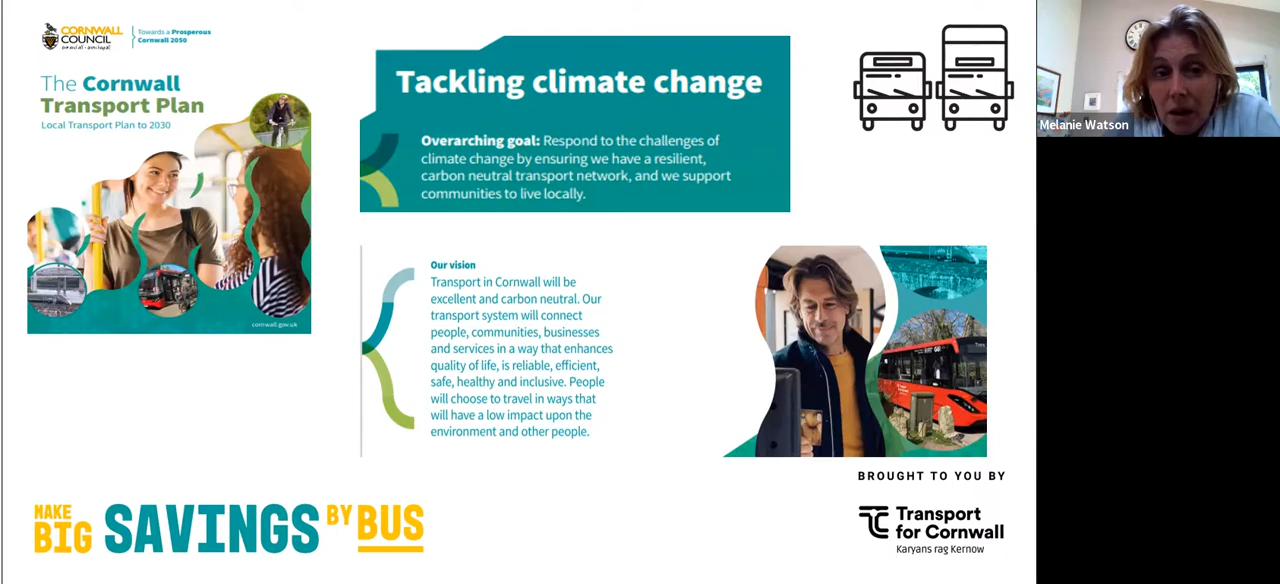 CORNWALL
COUNCIL
onen hag oll · one and all
Towards a Prosperous
Cornwall 2050
The Cornwall
Transport Plan
Local Transport Plan to 2030
cornwall.gov.uk
Tackling climate change
Overarching goal: Respond to the challenges of
climate change by ensuring we have a resilient,
carbon neutral transport network, and we support
communities to live locally.
Melanie Watson
Our vision
Transport in Cornwall will be
excellent and carbon neutral. Our
transport system will connect
people, communities, businesses
and services in a way that enhances
quality of life, is reliable, efficient,
safe, healthy and inclusive. People
will choose to travel in ways that
will have a low impact upon the
environment and other people.
MAKE
BIG SAVINGS BY BUS
BROUGHT TO YOU BY
Transport
for Cornwall
Karyans rag Kernow